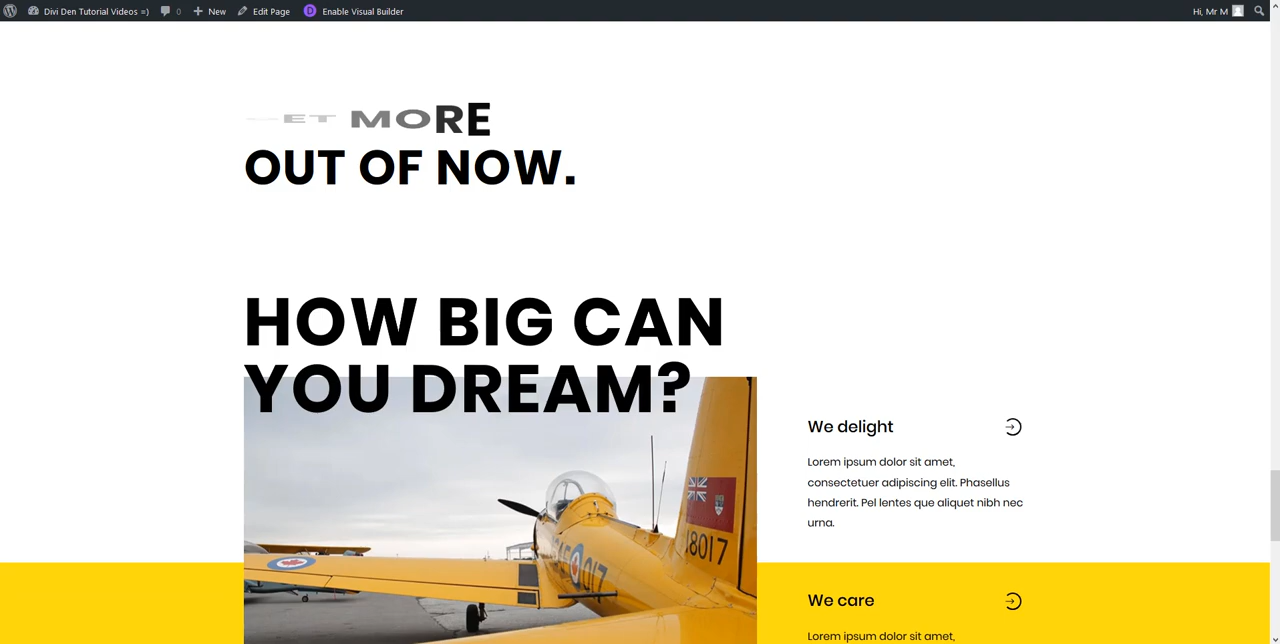 Divi Den Tutorial Videos =) 0 New Edit Page D Enable Visual Builder Hi, Mr M
MORE
OUT OF NOW.
HOW BIG CAN
YOU DREAM?
We delight
Lorem ipsum dolor sit amet,
consectetuer adipiscing elit. Phasellus
hendrerit. Pel lentes que aliquet nibh nec
urna.
18017
017
We care
Lorem ipsum dolor sit amet,